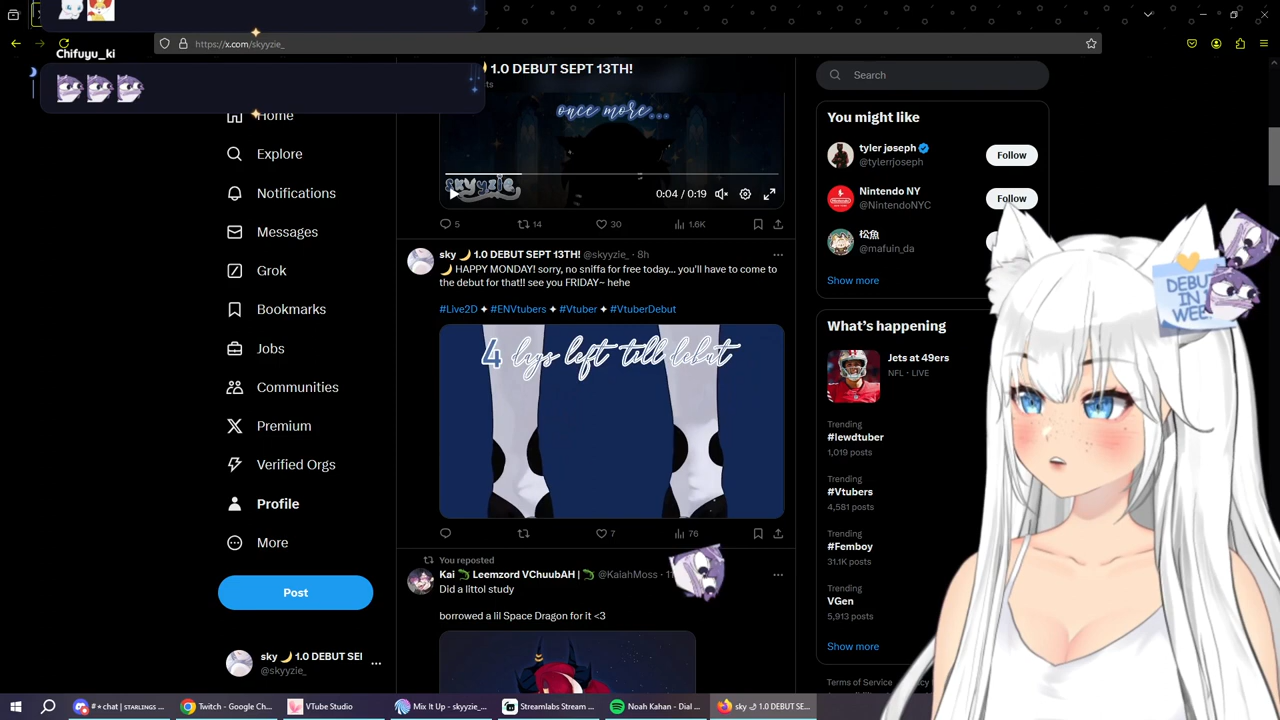 https://x.com/skyyzie_
Chifuyu_ki
Home
Explore
Notifications
Messages
Grok
Bookmarks
Jobs
Communities
Premium
Verified Orgs
Profile
More
Post
sky 🌙 1.0 DEBUT SEI
@skyyzie_
1.0 DEBUT SEPT 13TH!
once more...
skyyzie
0:04 / 0:19
5 14 30 1.6K
sky 🌙 1.0 DEBUT SEPT 13TH! @skyyzie_ · 8h
🌙 HAPPY MONDAY! sorry, no sniffa for free today... you'll have to come to
the debut for that!! see you FRIDAY~ hehe
#Live2D ✦ #ENVtubers ✦ #Vtuber ✦ #VtuberDebut
4 days left till debut
7 76
You reposted
Kai 🐉 Leemzord VChuubAH | 🐉 @KaiahMoss
Did a littol study
borrowed a lil Space Dragon for it <3
Search
You might like
tyler jøseph
@tylerrjoseph
Follow
Nintendo NY
@NintendoNYC
Follow
松魚
@mafuin_da
Show more
What's happening
Jets at 49ers
NFL · LIVE
Trending
#lewdtuber
1,019 posts
Trending
#Vtubers
4,581 posts
Trending
#Femboy
31.1K posts
Trending
VGen
5,913 posts
Show more
Terms of Service
DEBUT
IN
WEE
# • chat | STARLINGS ...
Twitch - Google Ch...
VTube Studio
Mix It Up - skyyzie_...
Streamlabs Stream ...
Noah Kahan - Dial ...
sky 🌙 1.0 DEBUT SE...